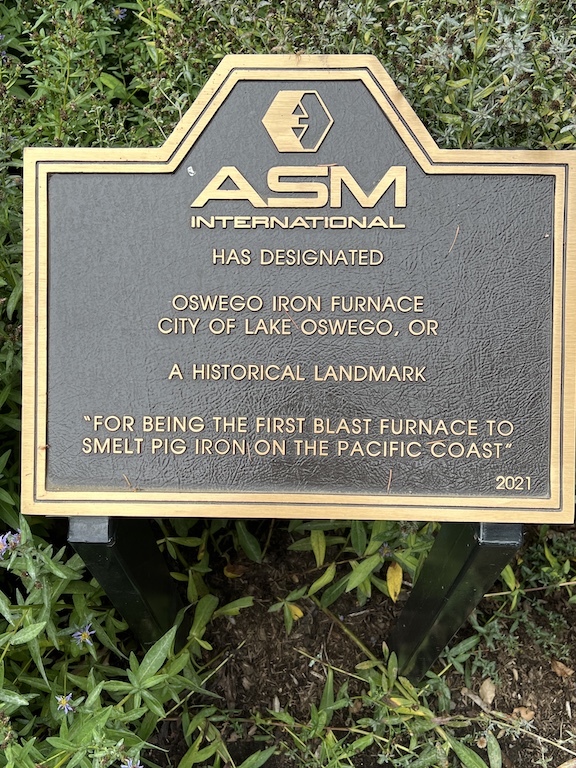 ASM
INTERNATIONAL
HAS DESIGNATED
OSWEGO IRON FURNACE
CITY OF LAKE OSWEGO, OR
A HISTORICAL LANDMARK
"FOR BEING THE FIRST BLAST FURNACE TO
SMELT PIG IRON ON THE PACIFIC COAST"
2021